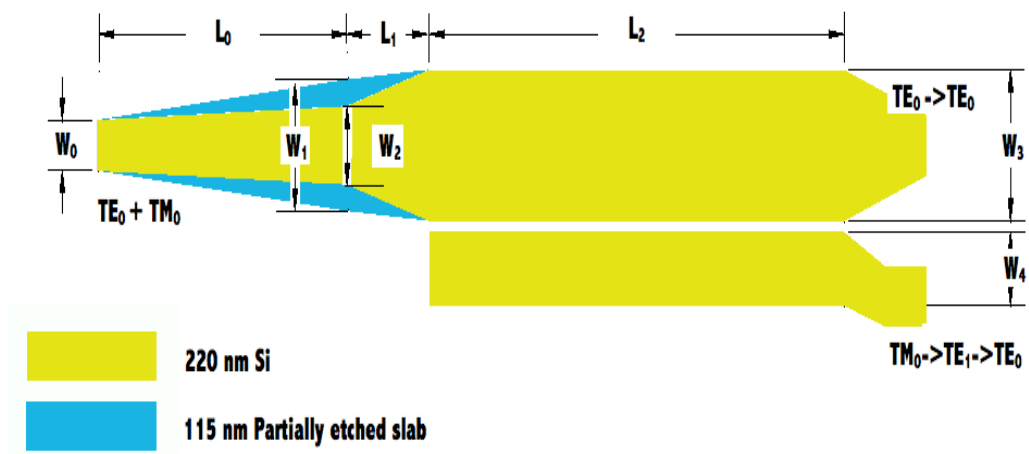 L₀ L₁ L₂
TE₀ ->TE₀
W₀ W₁ W₂ W₃
TE₀ + TM₀
W₄
220 nm Si
TM₀->TE₁->TE₀
115 nm Partially etched slab